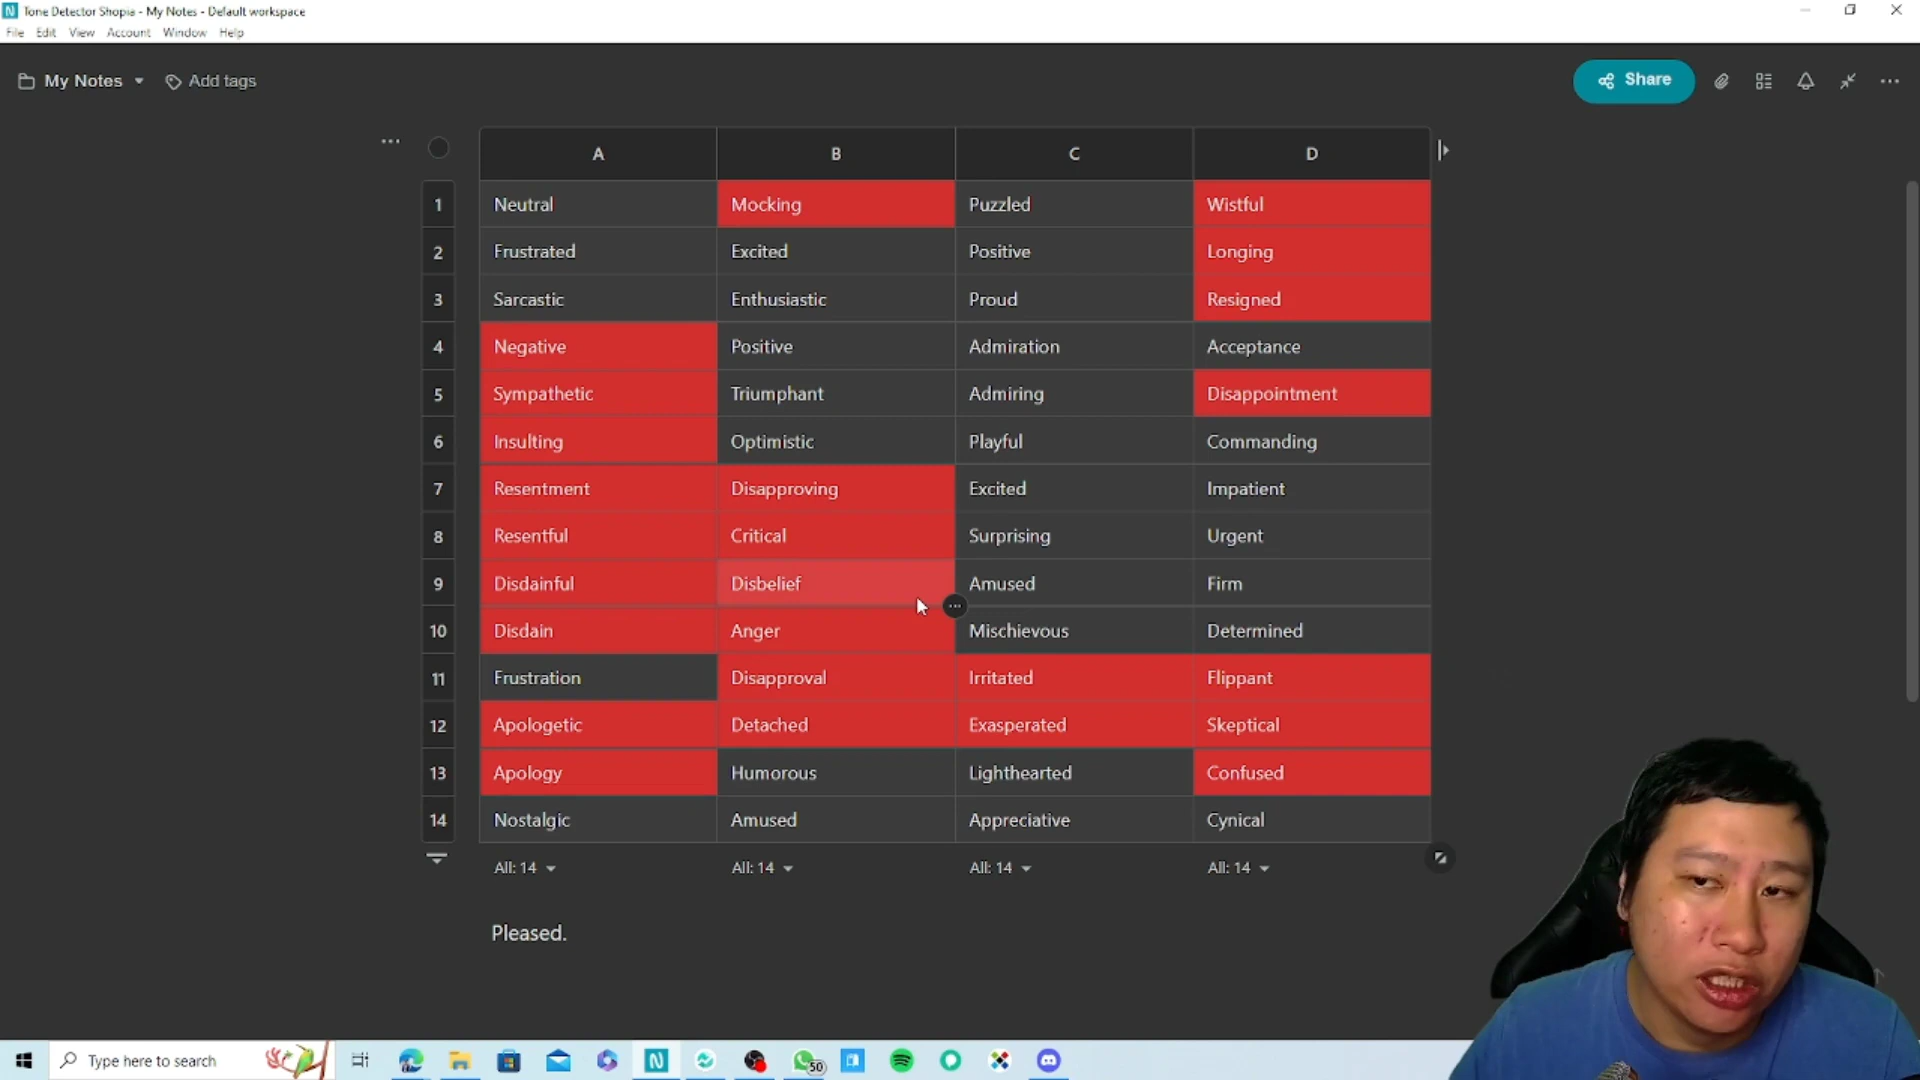 Tone Detector Shopia - My Notes - Default workspace
File Edit View Account Window Help
My Notes Add tags Share
A B C D
1 Neutral Mocking Puzzled Wistful
2 Frustrated Excited Positive Longing
3 Sarcastic Enthusiastic Proud Resigned
4 Negative Positive Admiration Acceptance
5 Sympathetic Triumphant Admiring Disappointment
6 Insulting Optimistic Playful Commanding
7 Resentment Disapproving Excited Impatient
8 Resentful Critical Surprising Urgent
9 Disdainful Disbelief Amused Firm
10 Disdain Anger Mischievous Determined
11 Frustration Disapproval Irritated Flippant
12 Apologetic Detached Exasperated Skeptical
13 Apology Humorous Lighthearted Confused
14 Nostalgic Amused Appreciative Cynical
All: 14 All: 14 All: 14 All: 14
Pleased.
Type here to search 50